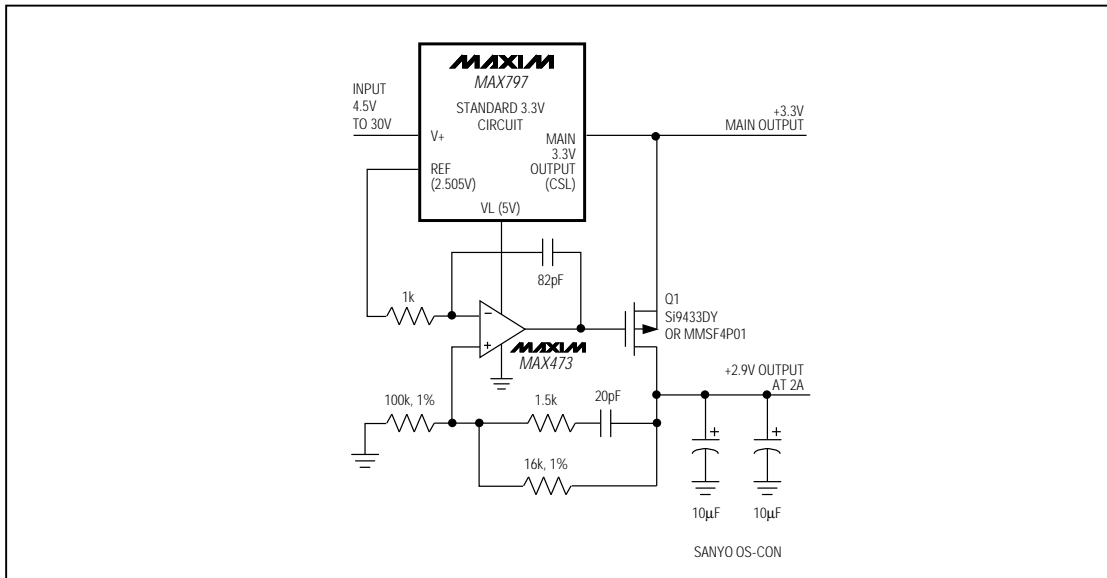 MAXIM
MAX797
INPUT
4.5V
TO 30V
STANDARD 3.3V
CIRCUIT
+3.3V
MAIN OUTPUT
V+
MAIN
3.3V
OUTPUT
(CSL)
REF
(2.505V)
VL (5V)
82pF
1k
Q1
Si9433DY
OR MMSF4P01
−
+
MAXIM
MAX473
+2.9V OUTPUT
AT 2A
100k, 1%
1.5k
20pF
+
+
16k, 1%
10µF
10µF
SANYO OS-CON